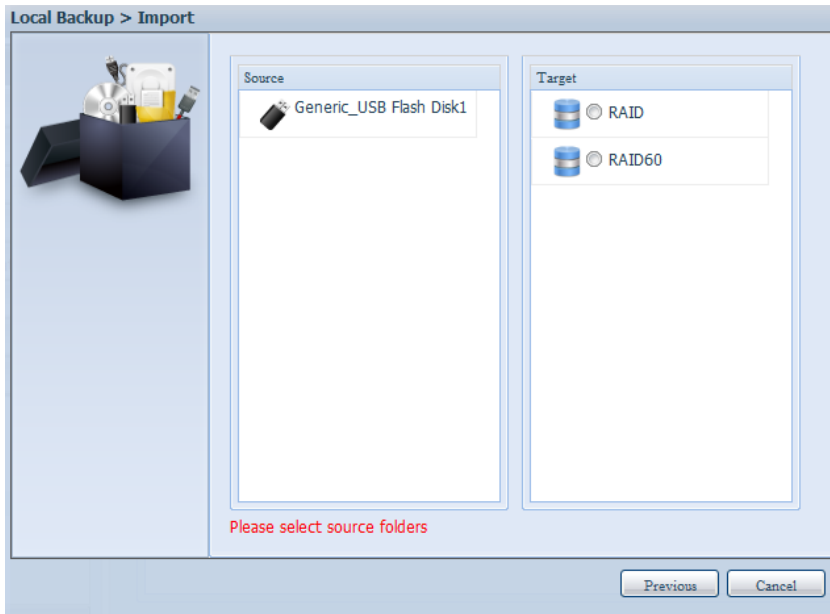 Local Backup > Import
Source
Target
Generic_USB Flash Disk1
RAID
RAID60
Please select source folders
Previous
Cancel